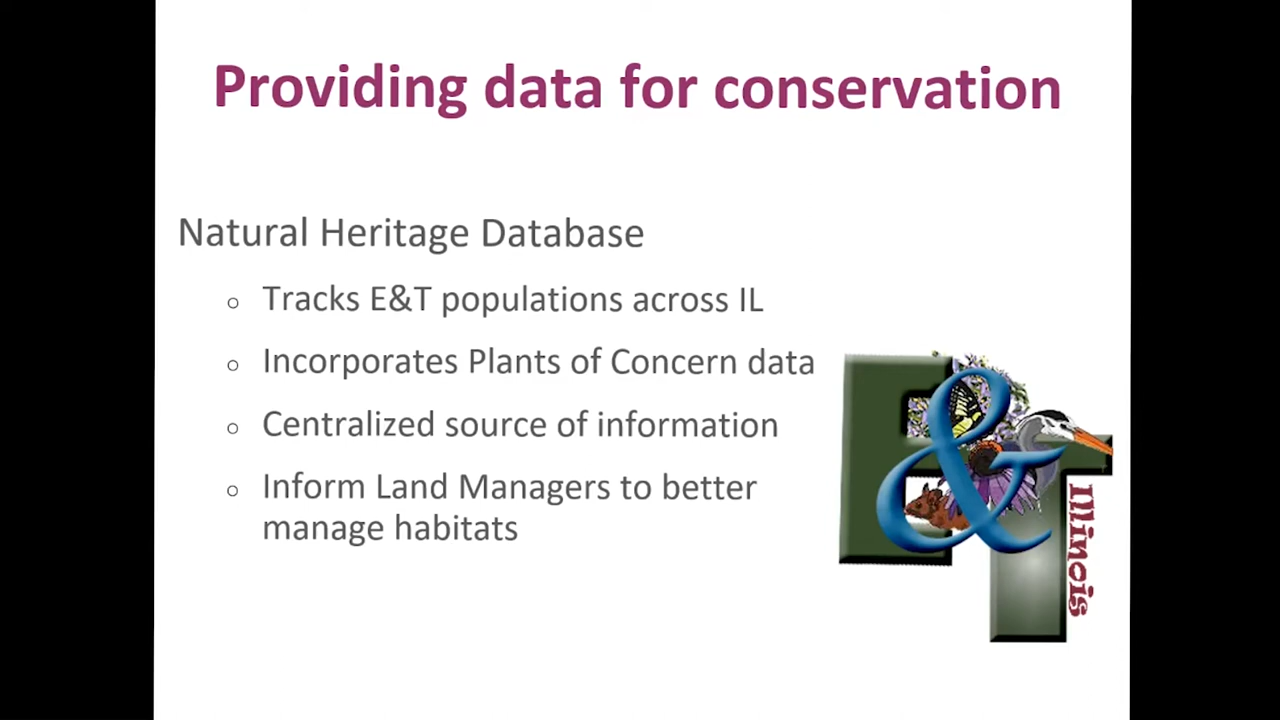 Providing data for conservation
Natural Heritage Database
Tracks E&T populations across IL
Incorporates Plants of Concern data
Centralized source of information
Inform Land Managers to better
manage habitats
E&T
Illinois